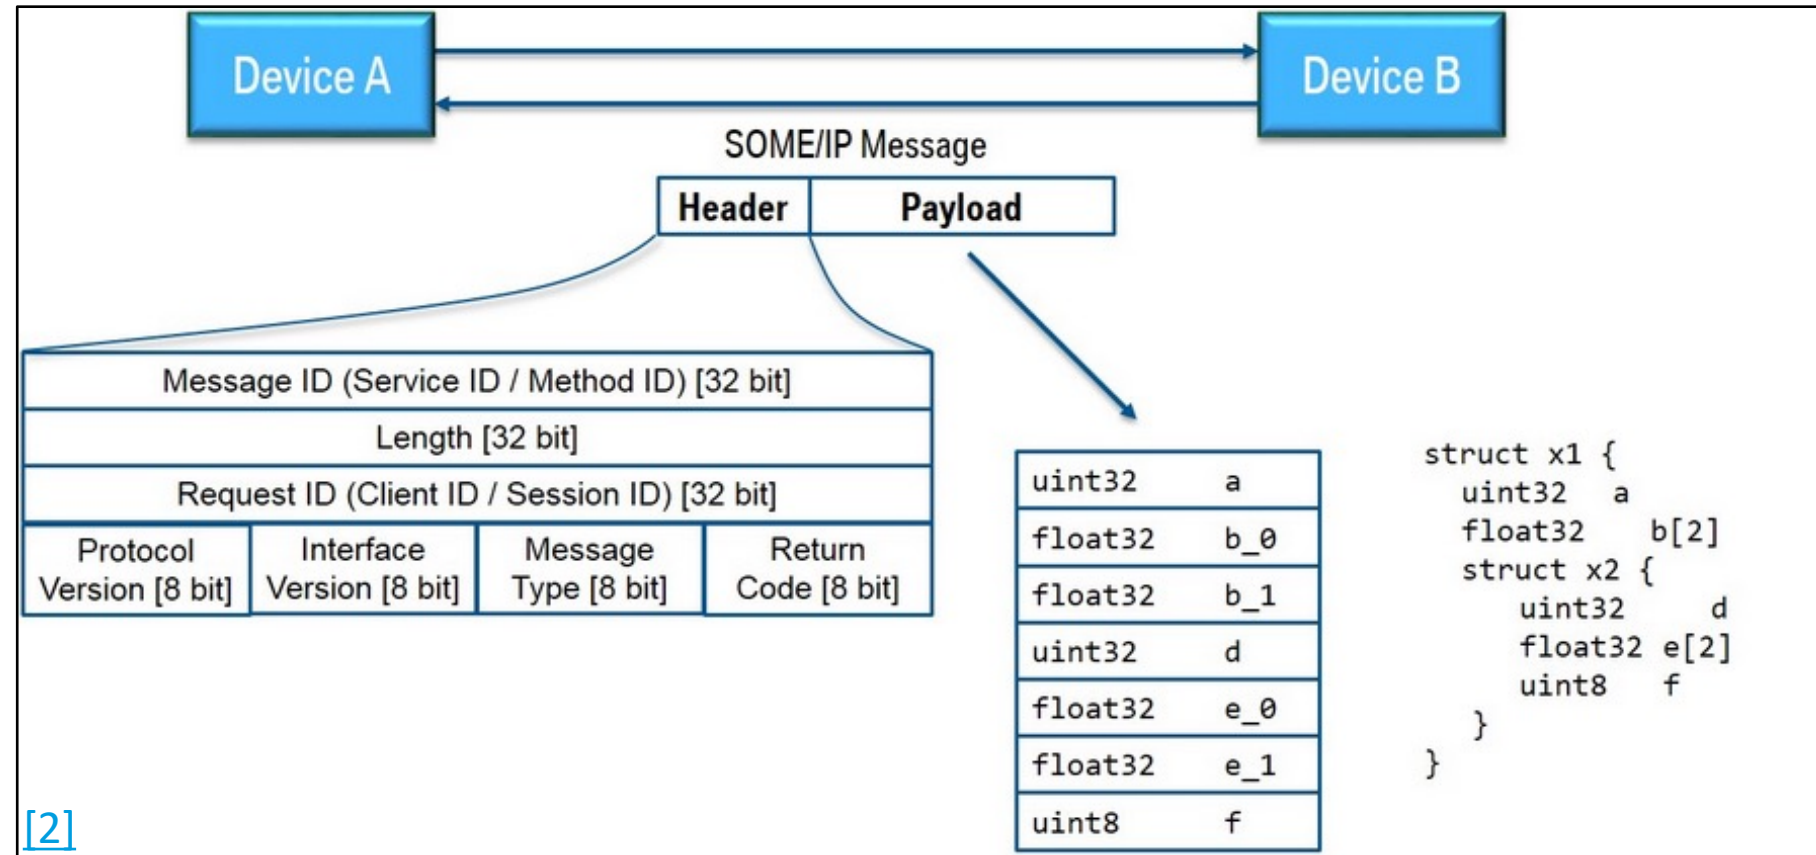 Device A
Device B
SOME/IP Message
Header
Payload
Message ID (Service ID / Method ID) [32 bit]
Length [32 bit]
Request ID (Client ID / Session ID) [32 bit]
Protocol
Version [8 bit]
Interface
Version [8 bit]
Message
Type [8 bit]
Return
Code [8 bit]
uint32 a
float32 b_0
float32 b_1
uint32 d
float32 e_0
float32 e_1
uint8 f
struct x1 {
uint32 a
float32 b[2]
struct x2 {
uint32 d
float32 e[2]
uint8 f
}
}
[2]